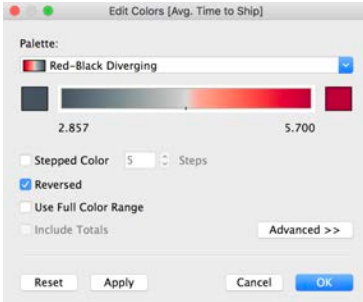 Edit Colors [Avg. Time to Ship]
Palette:
Red-Black Diverging
2.857 5.700
Stepped Color 5 Steps
Reversed
Use Full Color Range
Include Totals Advanced >>
Reset Apply Cancel OK